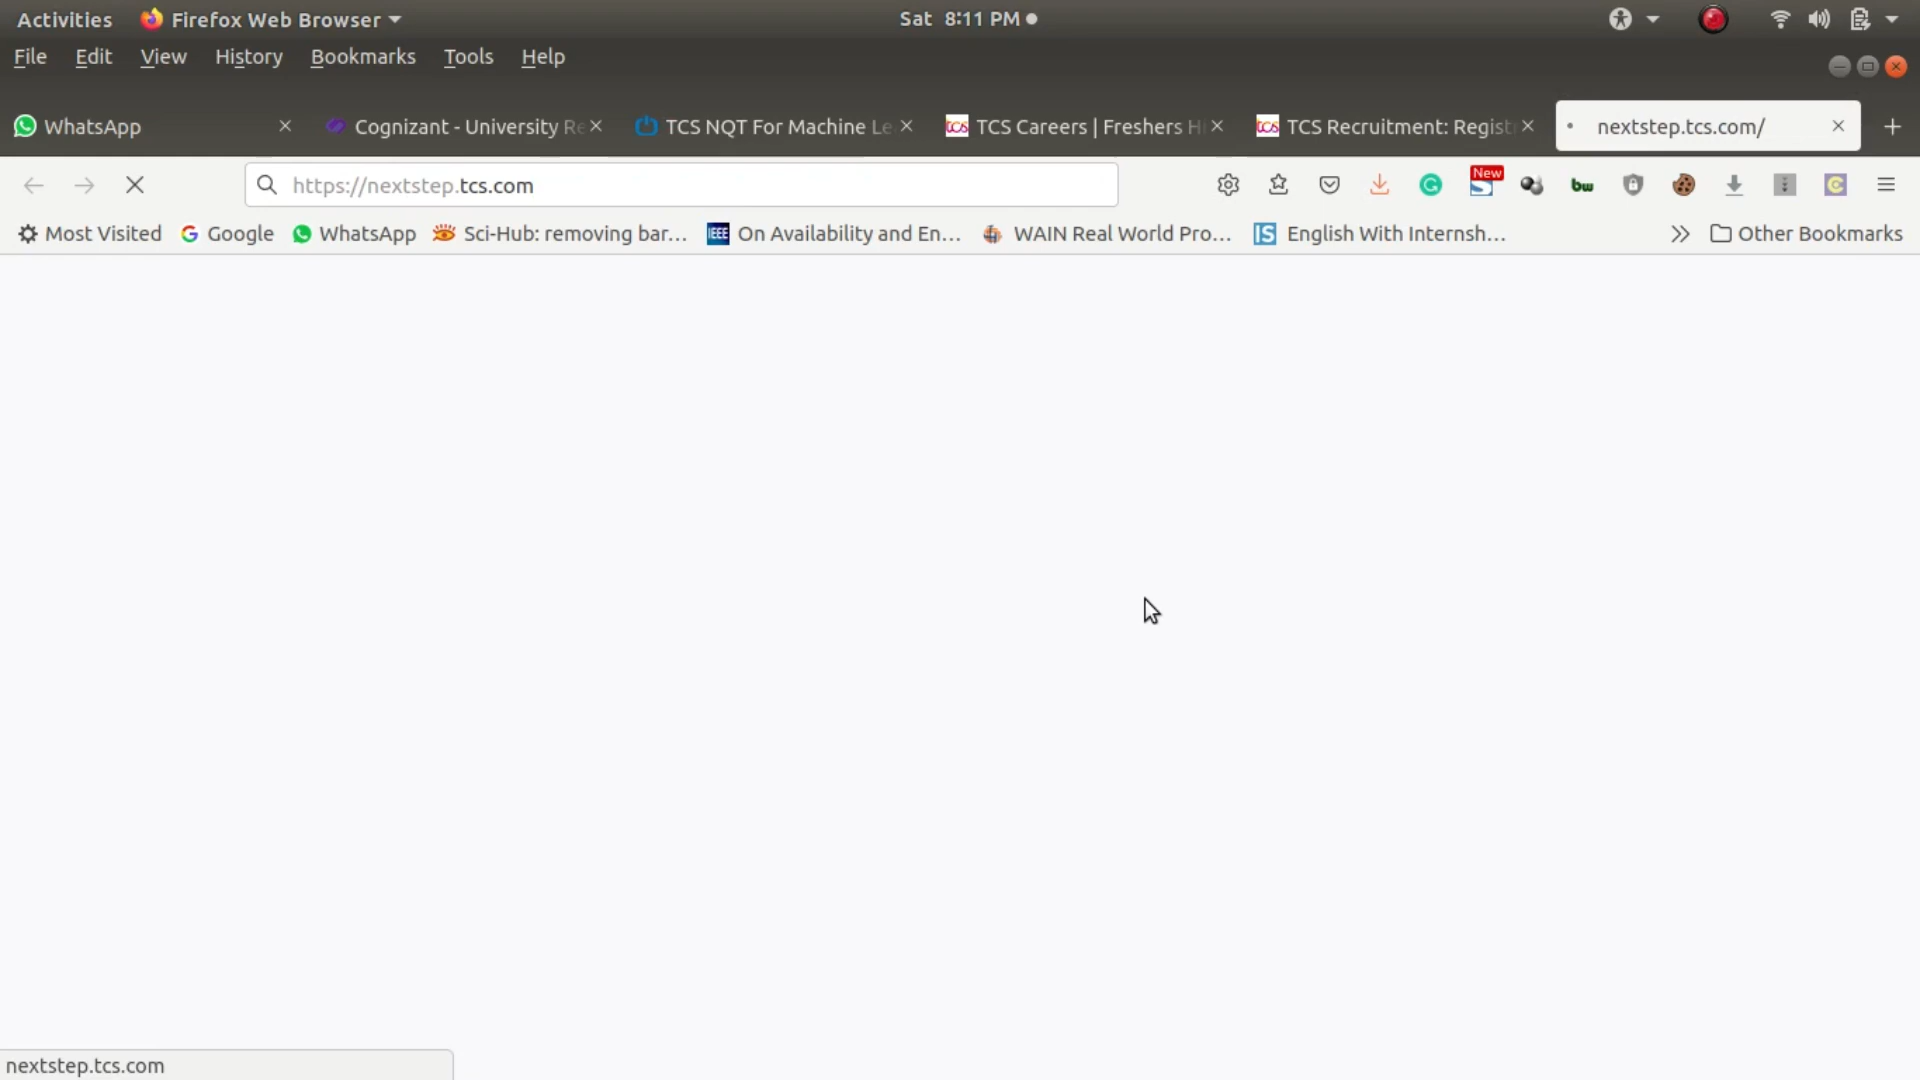 Activities Firefox Web Browser Sat 8:11 PM
File Edit View History Bookmarks Tools Help
WhatsApp Cognizant - University Re TCS NQT For Machine Le TCS Careers | Freshers H TCS Recruitment: Regist nextstep.tcs.com/
https://nextstep.tcs.com New bw
Most Visited Google WhatsApp Sci-Hub: removing bar... IEEE On Availability and En... WAIN Real World Pro... IS English With Internsh... Other Bookmarks
nextstep.tcs.com